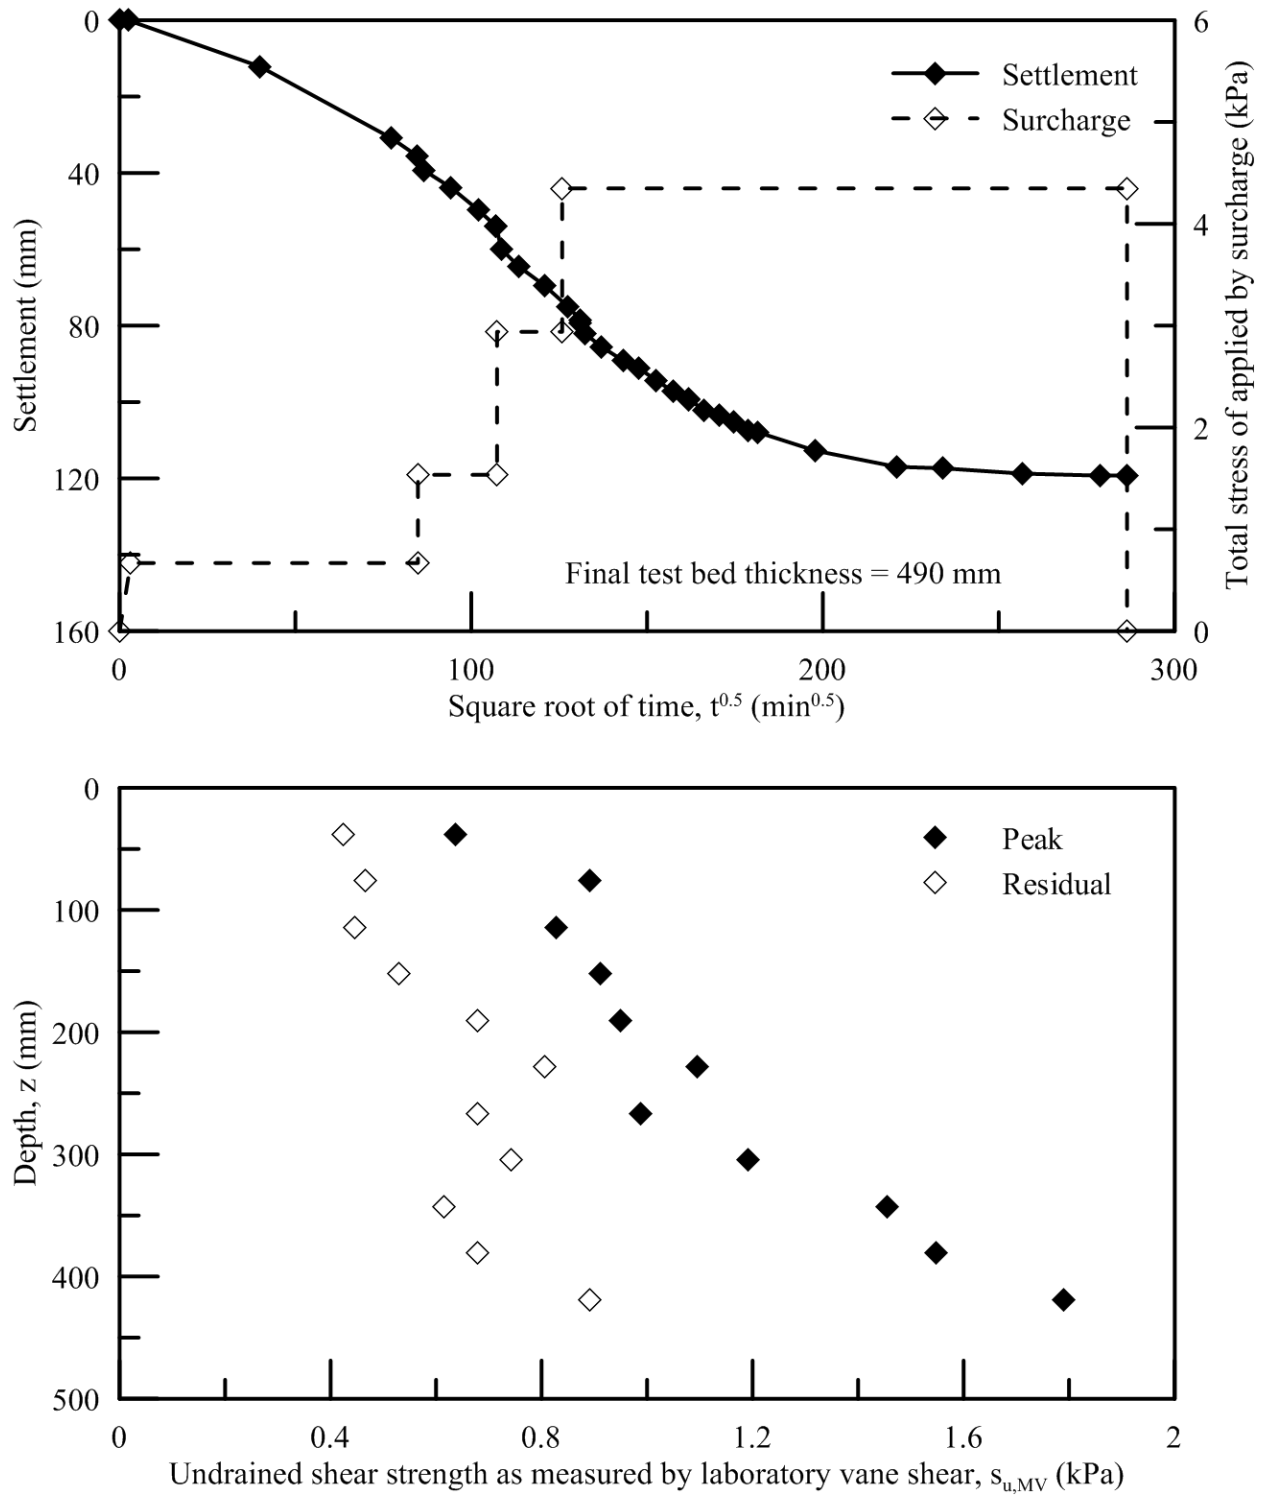 0
40
80
120
160
Settlement (mm)
6
4
2
0
Total stress of applied by surcharge (kPa)
Settlement
Surcharge
Final test bed thickness = 490 mm
0 100 200 300
Square root of time, t^0.5 (min^0.5)
0
100
200
300
400
500
Depth, z (mm)
Peak
Residual
0 0.4 0.8 1.2 1.6 2
Undrained shear strength as measured by laboratory vane shear, s_u,MV (kPa)